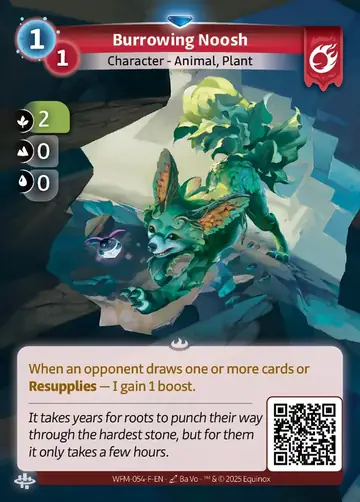 1
1
Burrowing Noosh
Character - Animal, Plant
2
0
0
When an opponent draws one or more cards or
Resupplies — I gain 1 boost.
It takes years for roots to punch their way
through the hardest stone, but for them
it only takes a few hours.
WFM-054-F-EN - Ba Vo - ™ & © 2025 Equinox